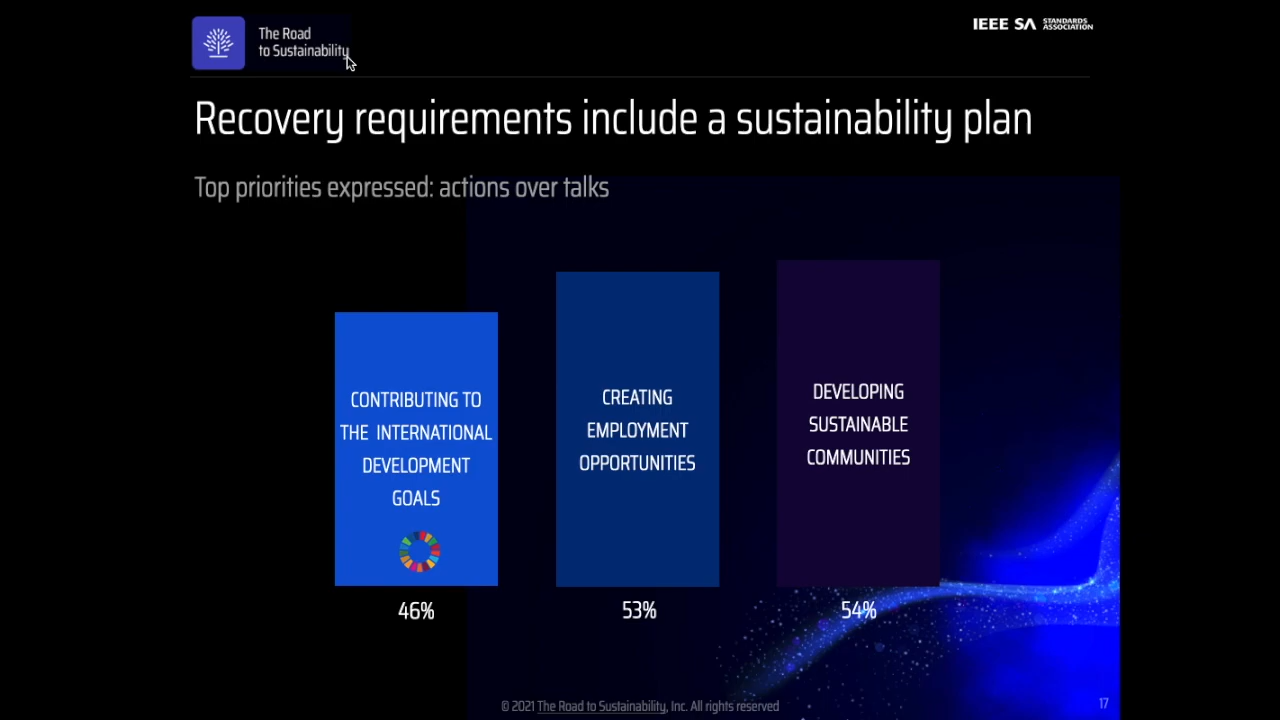 The Road
to Sustainability
IEEE SA STANDARDS
ASSOCIATION
Recovery requirements include a sustainability plan
Top priorities expressed: actions over talks
CONTRIBUTING TO
THE INTERNATIONAL
DEVELOPMENT
GOALS
46%
CREATING
EMPLOYMENT
OPPORTUNITIES
53%
DEVELOPING
SUSTAINABLE
COMMUNITIES
54%
© 2021 The Road to Sustainability, Inc. All rights reserved
17